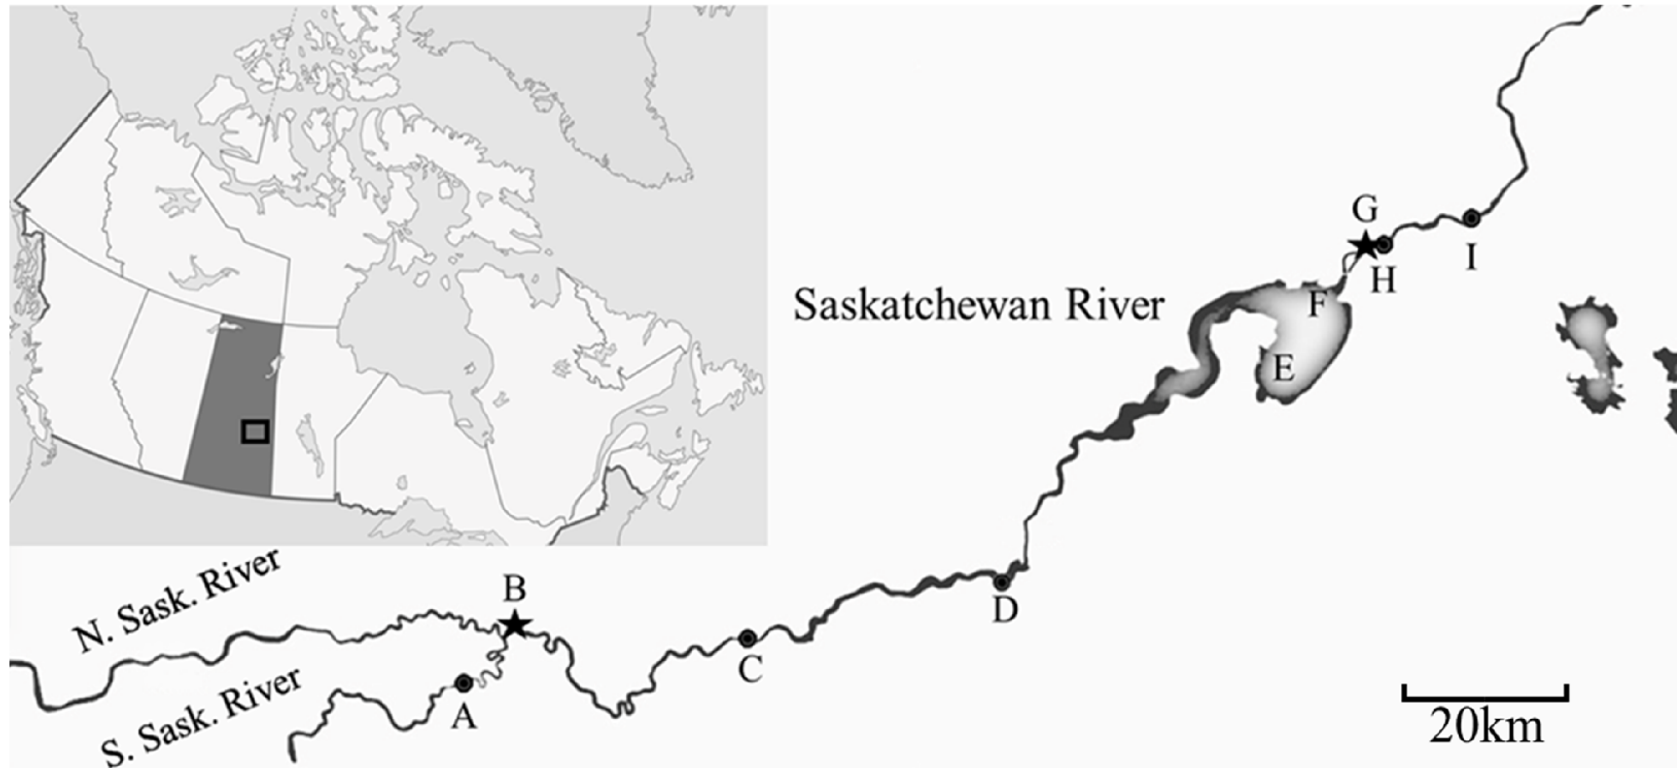 G
I
H
Saskatchewan River
F
E
N. Sask. River
B
D
C
S. Sask. River
A
20km